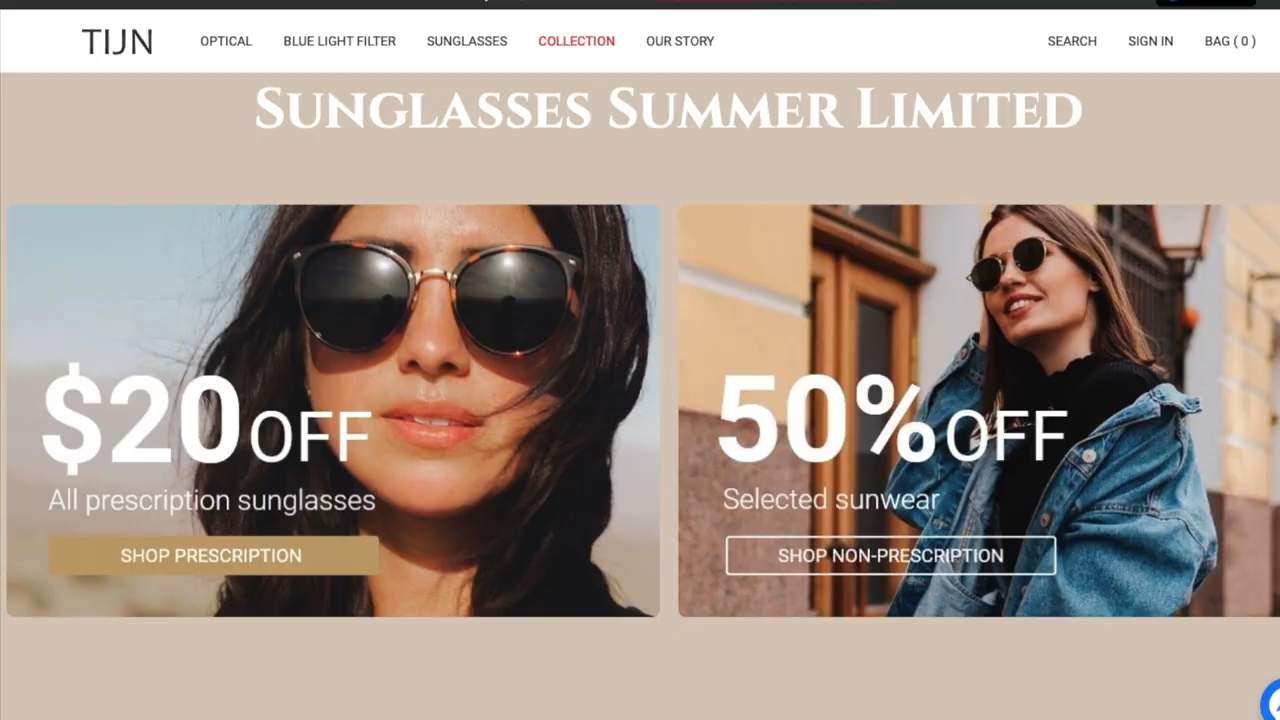 TIJN
OPTICAL
BLUE LIGHT FILTER
SUNGLASSES
COLLECTION
OUR STORY
SEARCH
SIGN IN
BAG ( 0 )
SUNGLASSES SUMMER LIMITED
$20 OFF
All prescription sunglasses
SHOP PRESCRIPTION
50% OFF
Selected sunwear
SHOP NON-PRESCRIPTION